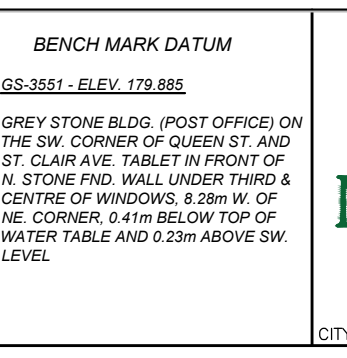 BENCH MARK DATUM
GS-3551 - ELEV. 179.885
GREY STONE BLDG. (POST OFFICE) ON
THE SW. CORNER OF QUEEN ST. AND
ST. CLAIR AVE. TABLET IN FRONT OF
N. STONE FND. WALL UNDER THIRD &
CENTRE OF WINDOWS, 8.28m W. OF
NE. CORNER, 0.41m BELOW TOP OF
WATER TABLE AND 0.23m ABOVE SW.
LEVEL
CITY